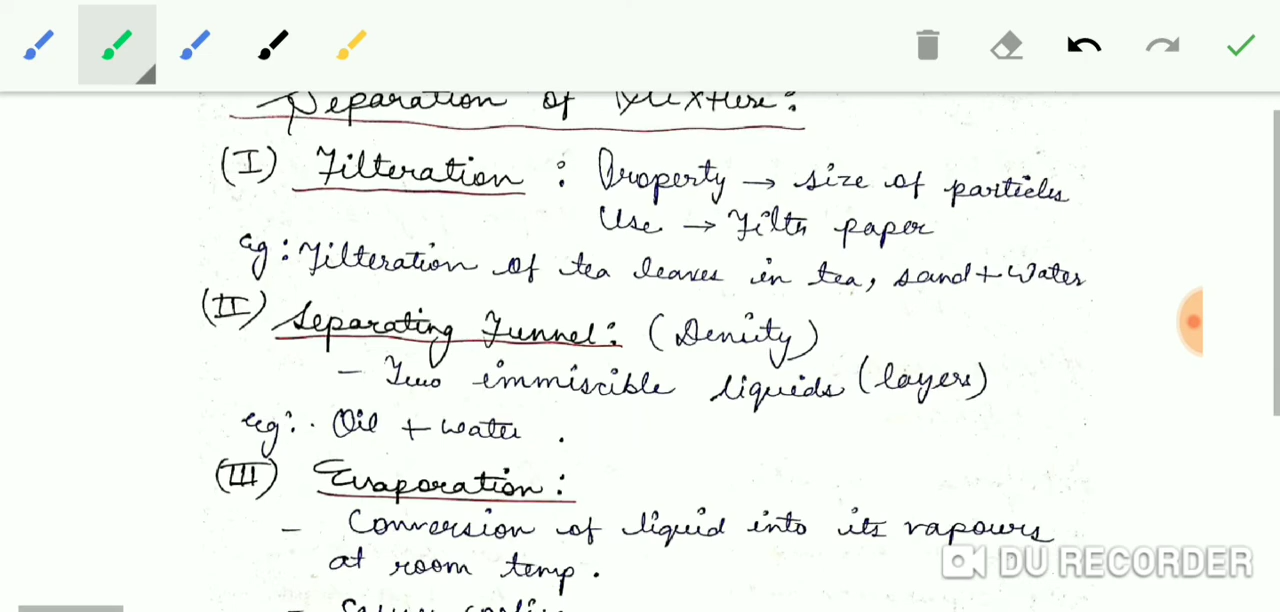 Separation of Mixture:
(I) Filteration : Property → size of particles
Use → Filtr paper
eg: Filteration of tea leaves in tea, sand + water
(II) Separating Funnel: (Density)
- Two immiscible liquids (layers)
eg: . Oil + water .
(III) Evaporation :
- Conversion of liquid into its vapours
at room temp.
DU RECORDER